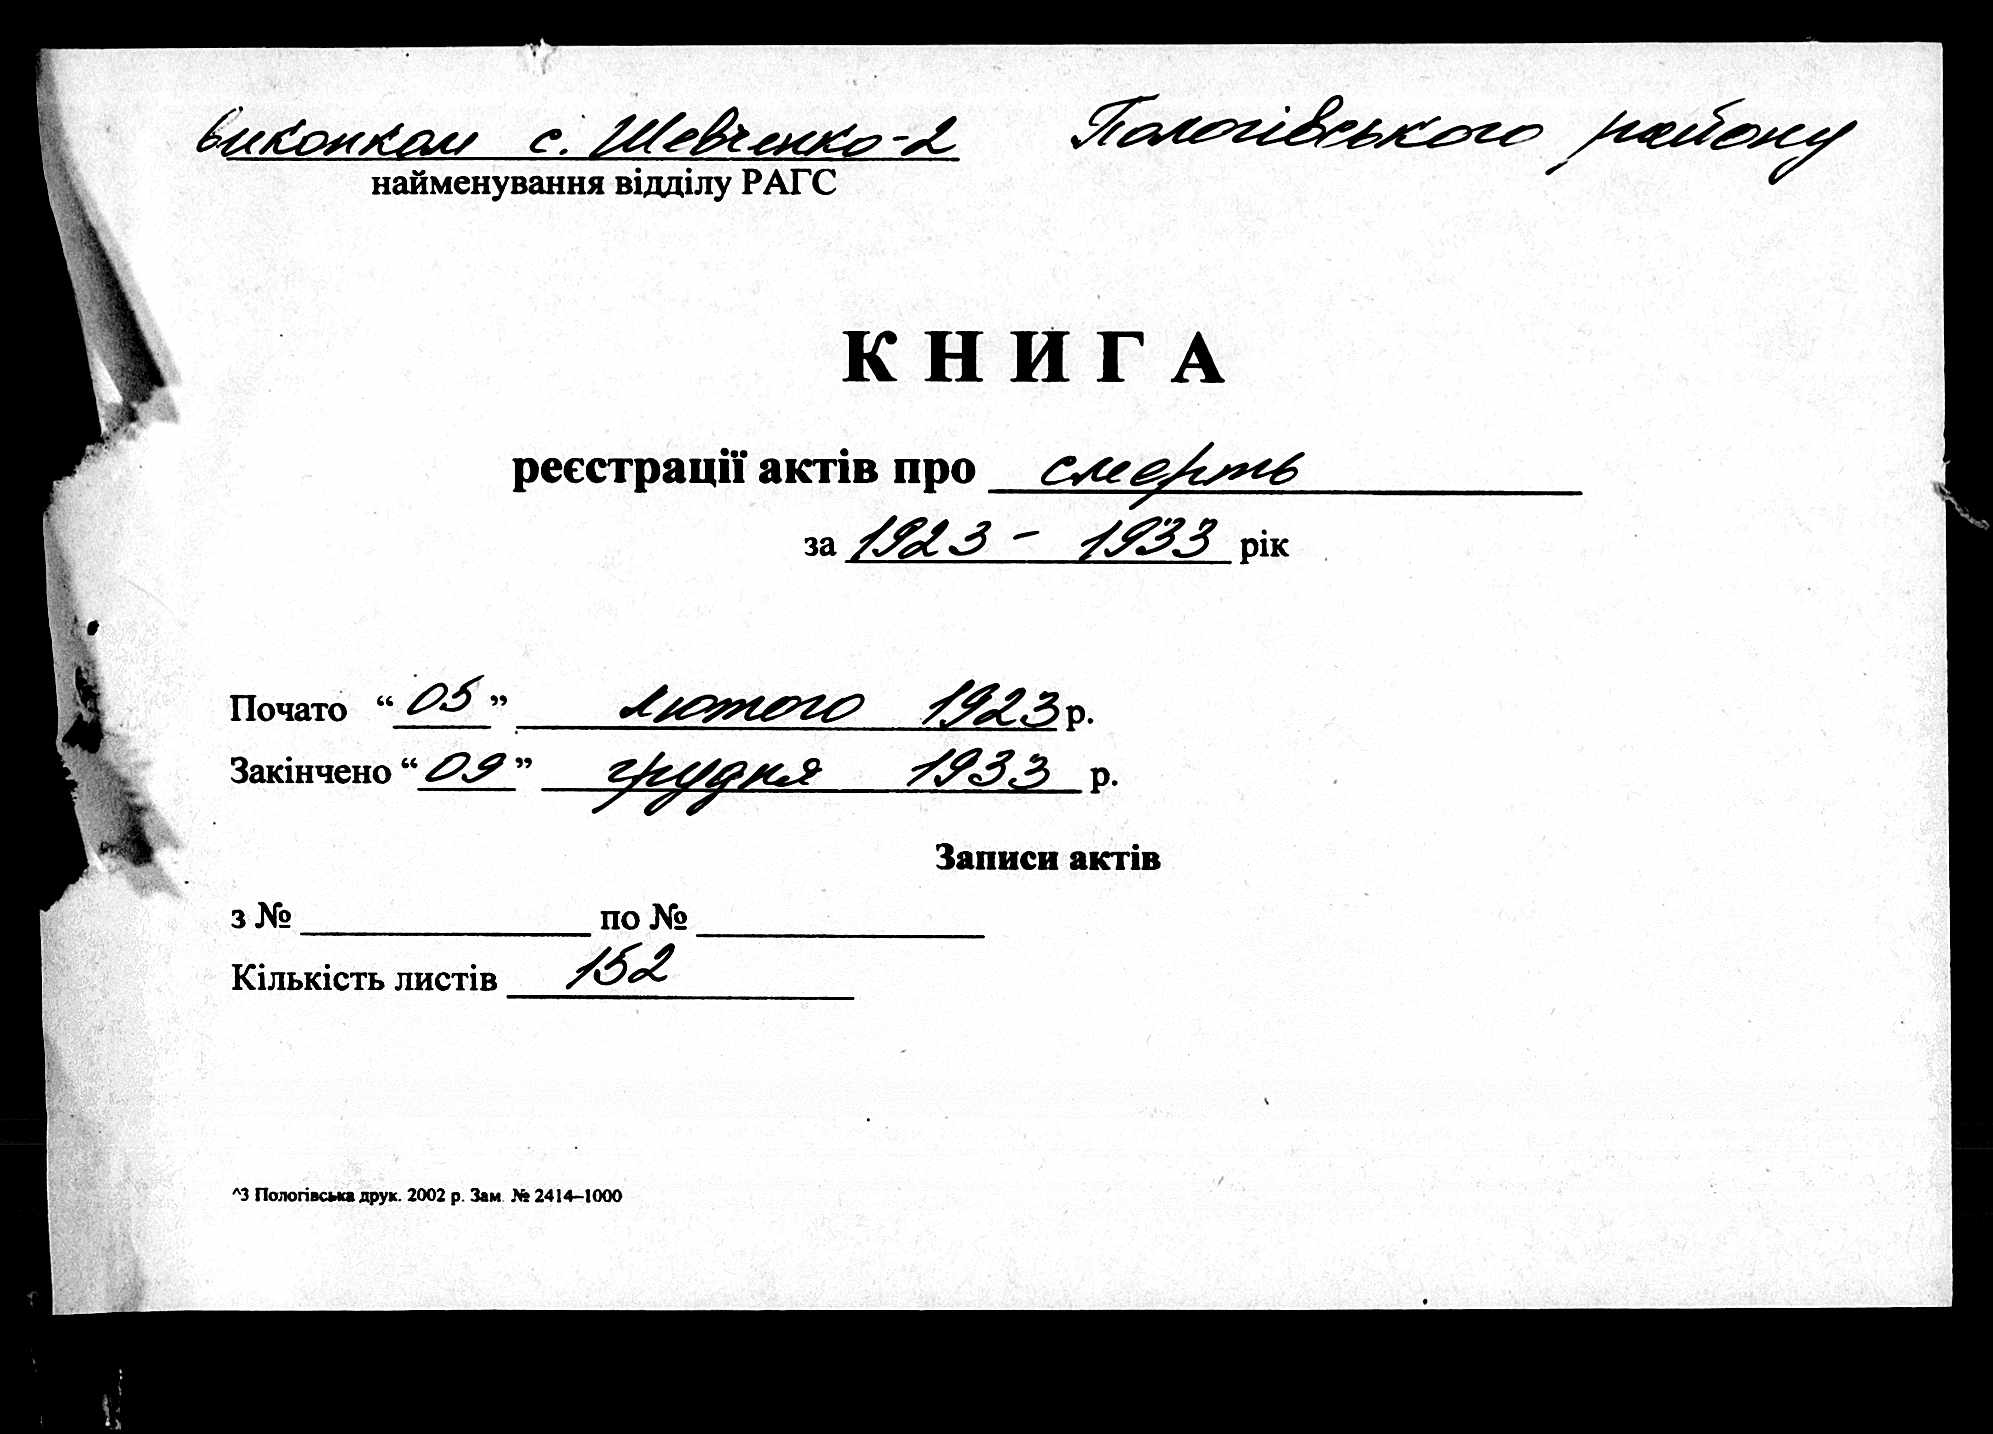 виконком с. Шевченко-2 Пологівського району
найменування відділу РАГС
КНИГА
реєстрації актів про смерть
за 1923 - 1933 рік
Почато “05” лютого 1923 р.
Закінчено “09” грудня 1933 р.
Записи актів
з № по №
Кількість листів 152
^З Пологівська друк. 2002 р. Зам. № 2414–1000